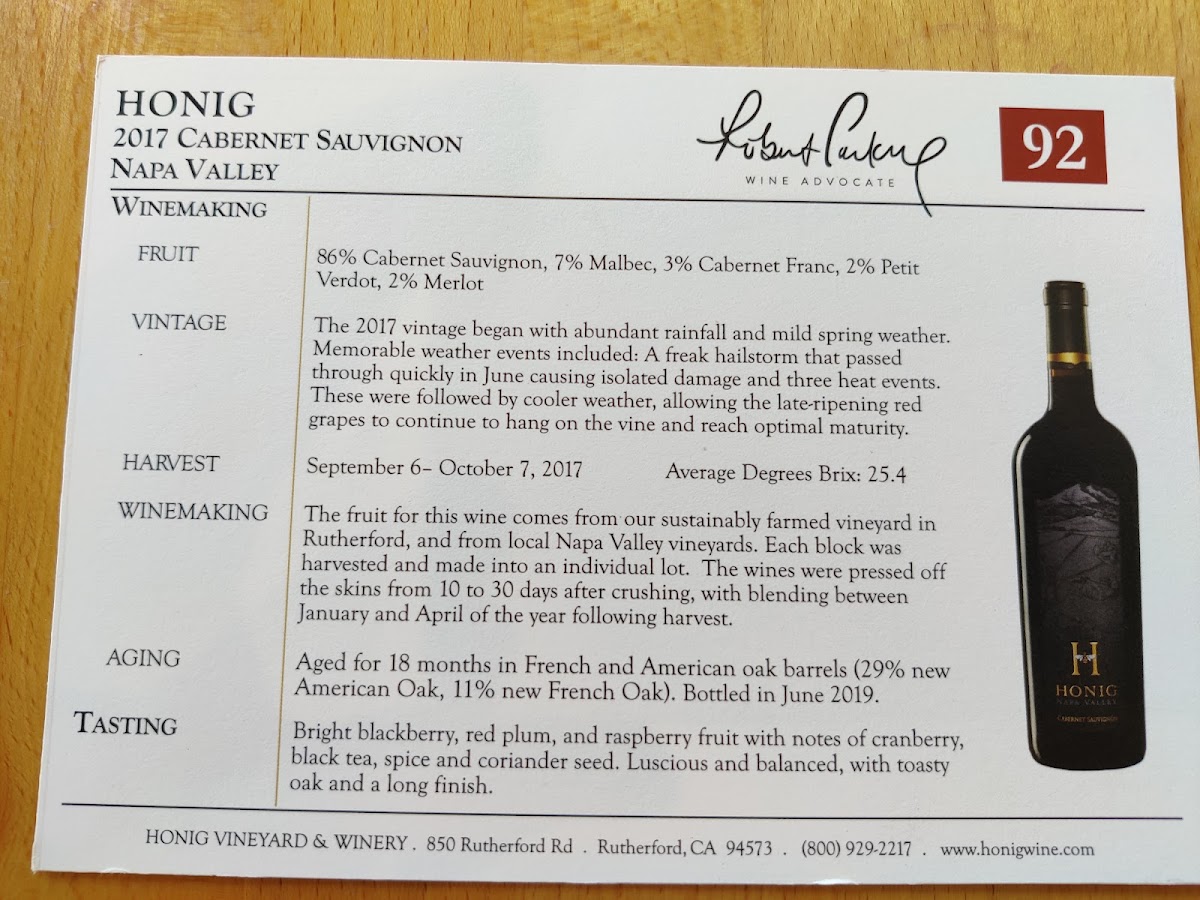 HONIG
2017 CABERNET SAUVIGNON
NAPA VALLEY
Robert Parker
WINE ADVOCATE
92
WINEMAKING
FRUIT
86% Cabernet Sauvignon, 7% Malbec, 3% Cabernet Franc, 2% Petit
Verdot, 2% Merlot
VINTAGE
The 2017 vintage began with abundant rainfall and mild spring weather.
Memorable weather events included: A freak hailstorm that passed
through quickly in June causing isolated damage and three heat events.
These were followed by cooler weather, allowing the late-ripening red
grapes to continue to hang on the vine and reach optimal maturity.
HARVEST
September 6– October 7, 2017 Average Degrees Brix: 25.4
WINEMAKING
The fruit for this wine comes from our sustainably farmed vineyard in
Rutherford, and from local Napa Valley vineyards. Each block was
harvested and made into an individual lot. The wines were pressed off
the skins from 10 to 30 days after crushing, with blending between
January and April of the year following harvest.
AGING
Aged for 18 months in French and American oak barrels (29% new
American Oak, 11% new French Oak). Bottled in June 2019.
TASTING
Bright blackberry, red plum, and raspberry fruit with notes of cranberry,
black tea, spice and coriander seed. Luscious and balanced, with toasty
oak and a long finish.
H
HONIG
NAPA VALLEY
CABERNET SAUVIGNON
HONIG VINEYARD & WINERY . 850 Rutherford Rd . Rutherford, CA 94573 . (800) 929-2217 . www.honigwine.com